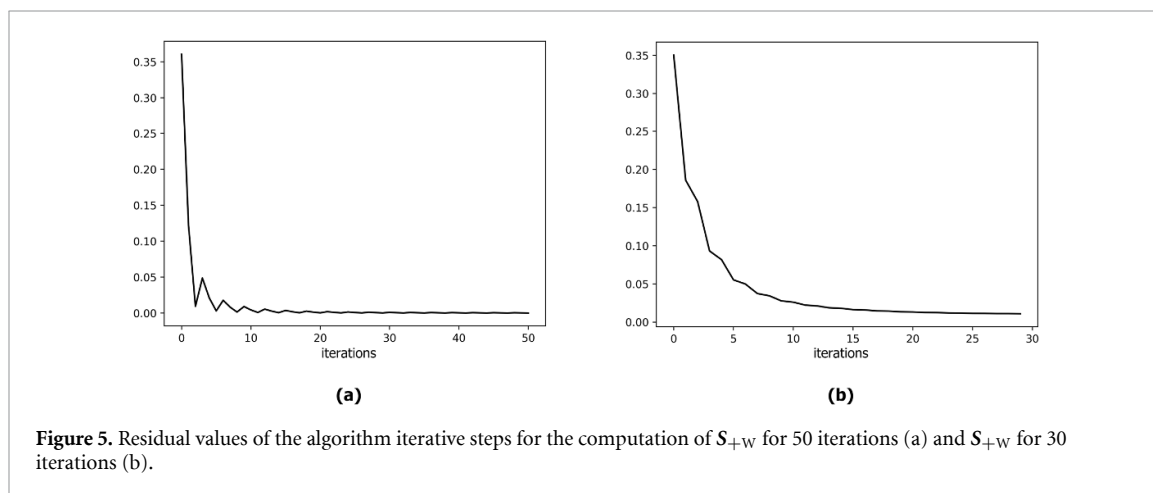 0.35
0.30
0.25
0.20
0.15
0.10
0.05
0.00
0 10 20 30 40 50
iterations
(a)
0.35
0.30
0.25
0.20
0.15
0.10
0.05
0.00
0 5 10 15 20 25 30
iterations
(b)
Figure 5. Residual values of the algorithm iterative steps for the computation of S+W for 50 iterations (a) and S+W for 30
iterations (b).